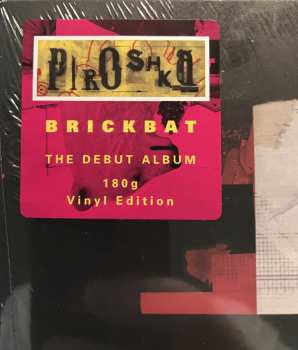 PIROSHKA
BRICKBAT
THE DEBUT ALBUM
180g
Vinyl Edition